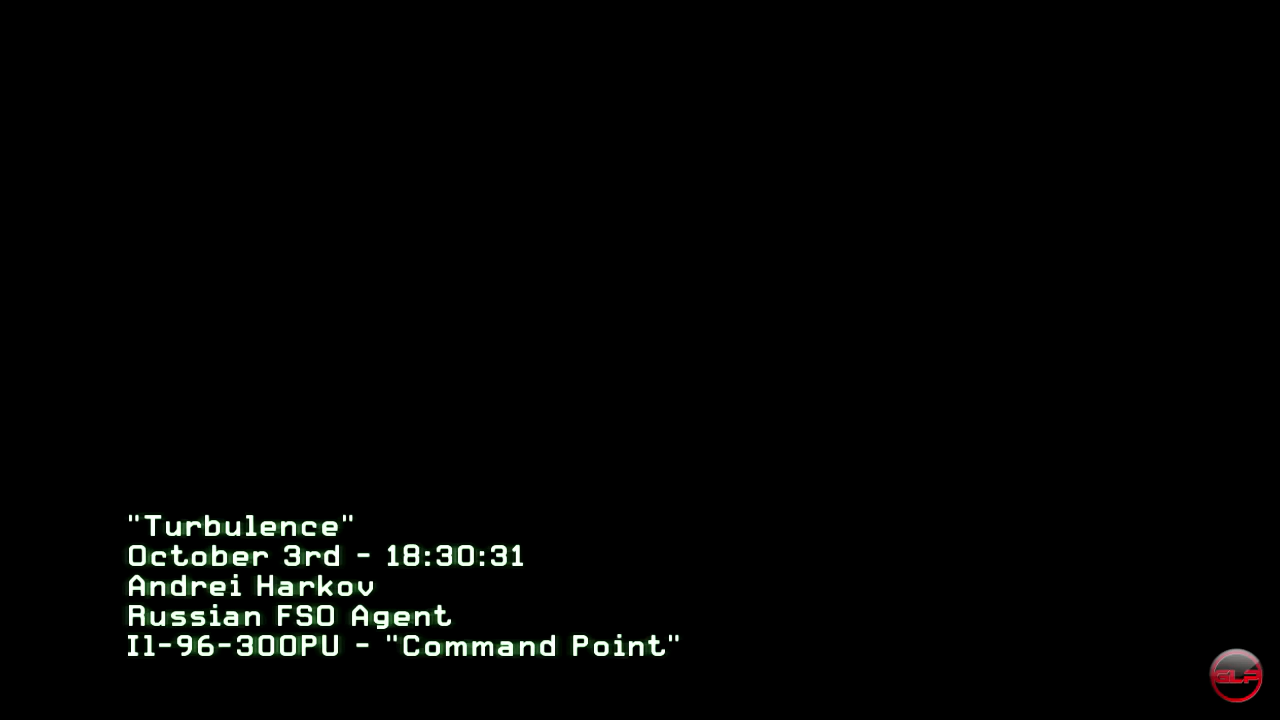 "Turbulence"
October 3rd - 18:30:31
Andrei Harkov
Russian FSO Agent
Il-96-300PU - "Command Point"